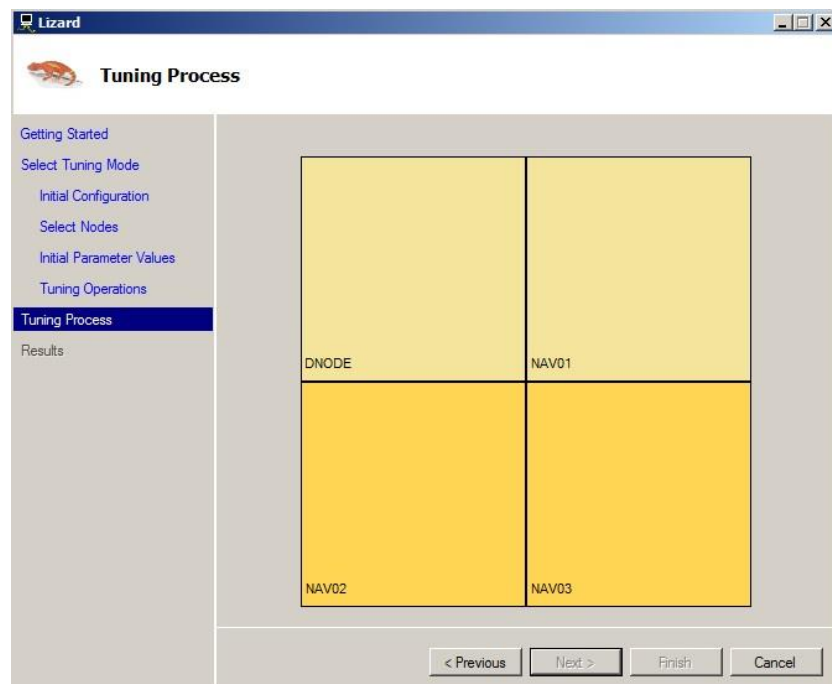 Lizard
Tuning Process
Getting Started
Select Tuning Mode
Initial Configuration
Select Nodes
Initial Parameter Values
Tuning Operations
Tuning Process
Results
DNODE
NAV01
NAV02
NAV03
< Previous
Next >
Finish
Cancel